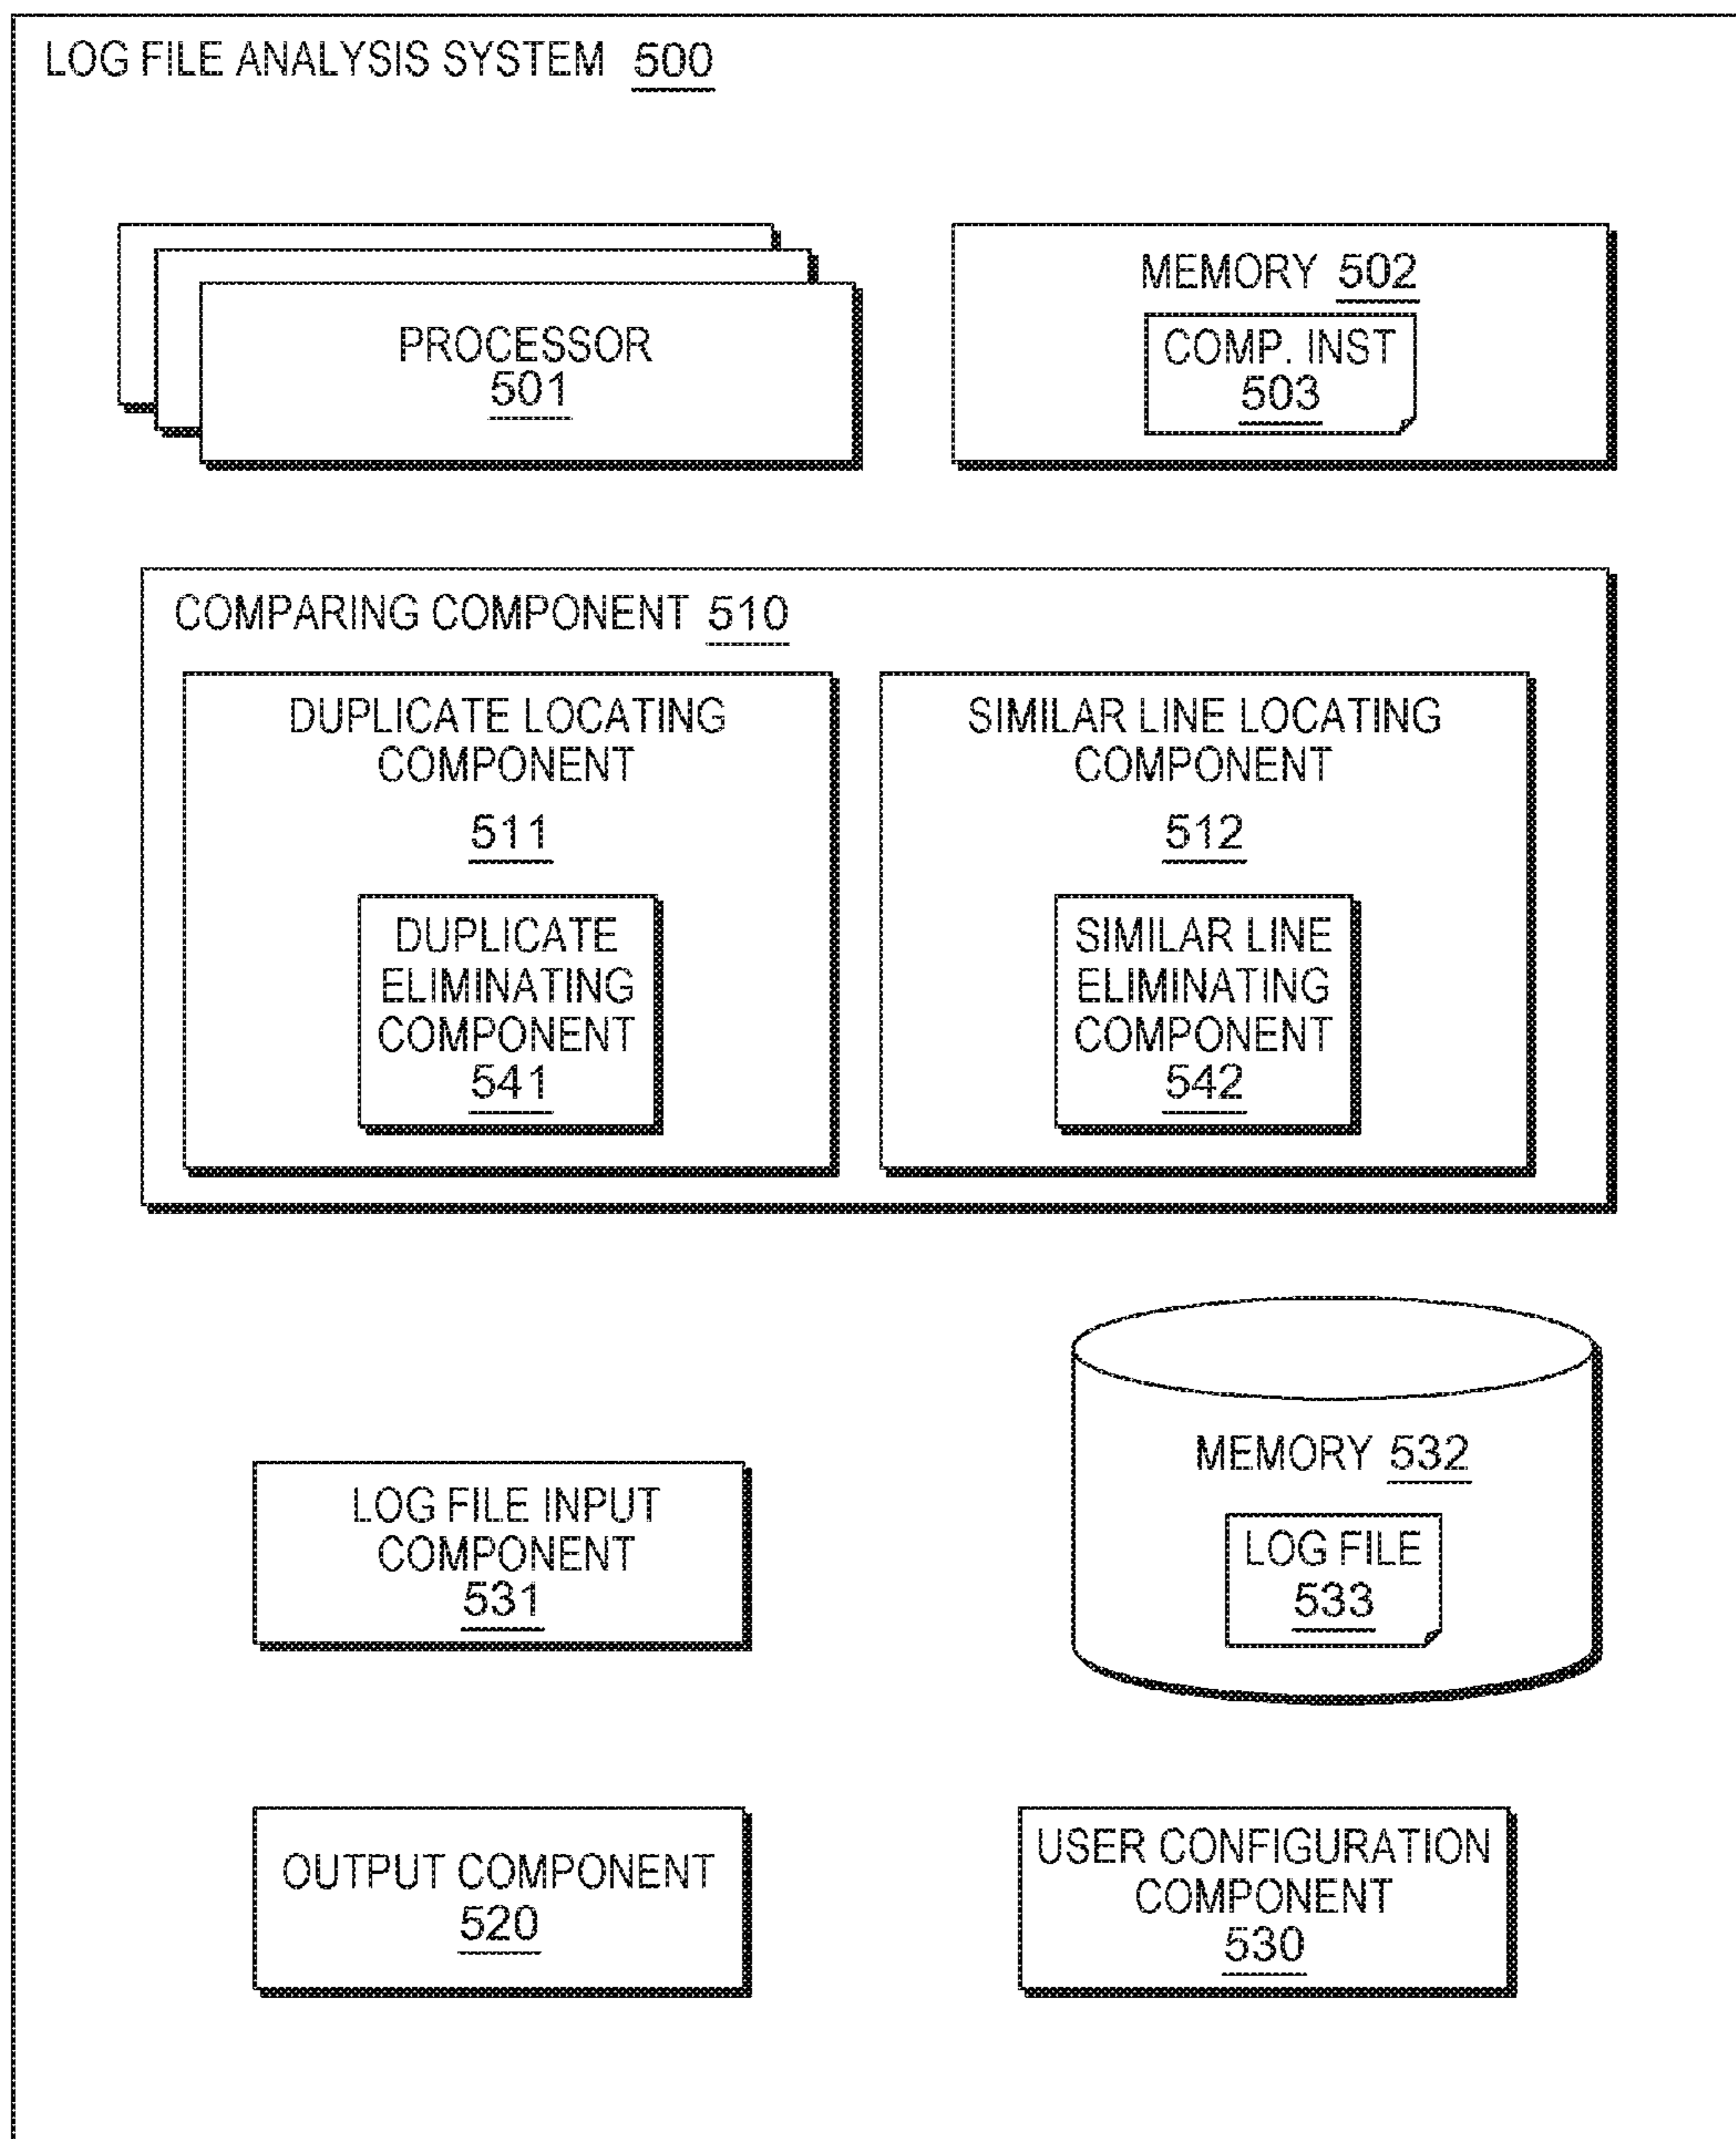 LOG FILE ANALYSIS SYSTEM 500
PROCESSOR
501
MEMORY 502
COMP. INST
503
COMPARING COMPONENT 510
DUPLICATE LOCATING
COMPONENT
511
DUPLICATE
ELIMINATING
COMPONENT
541
SIMILAR LINE LOCATING
COMPONENT
512
SIMILAR LINE
ELIMINATING
COMPONENT
542
LOG FILE INPUT
COMPONENT
531
MEMORY 532
LOG FILE
533
OUTPUT COMPONENT
520
USER CONFIGURATION
COMPONENT
530